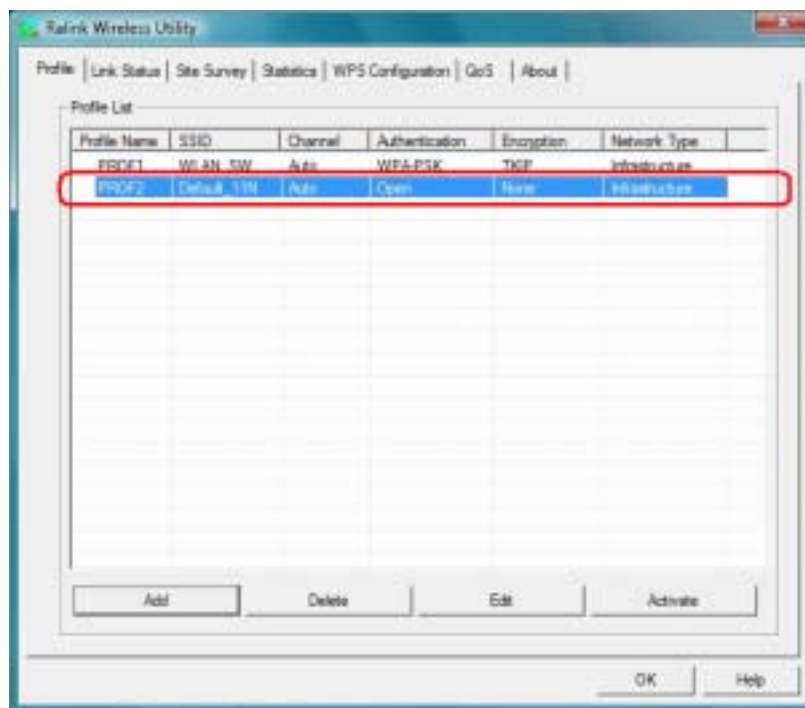 Ralink Wireless Utility
Profile Link Status Site Survey Statistics WPS Configuration QoS About
Profile List
Profile Name SSID Channel Authentication Encryption Network Type
PROF1 WLAN_SW Auto WPA-PSK TKIP Infrastructure
PROF2 Default_11N Auto Open None Infrastructure
Add Delete Edit Activate
OK Help